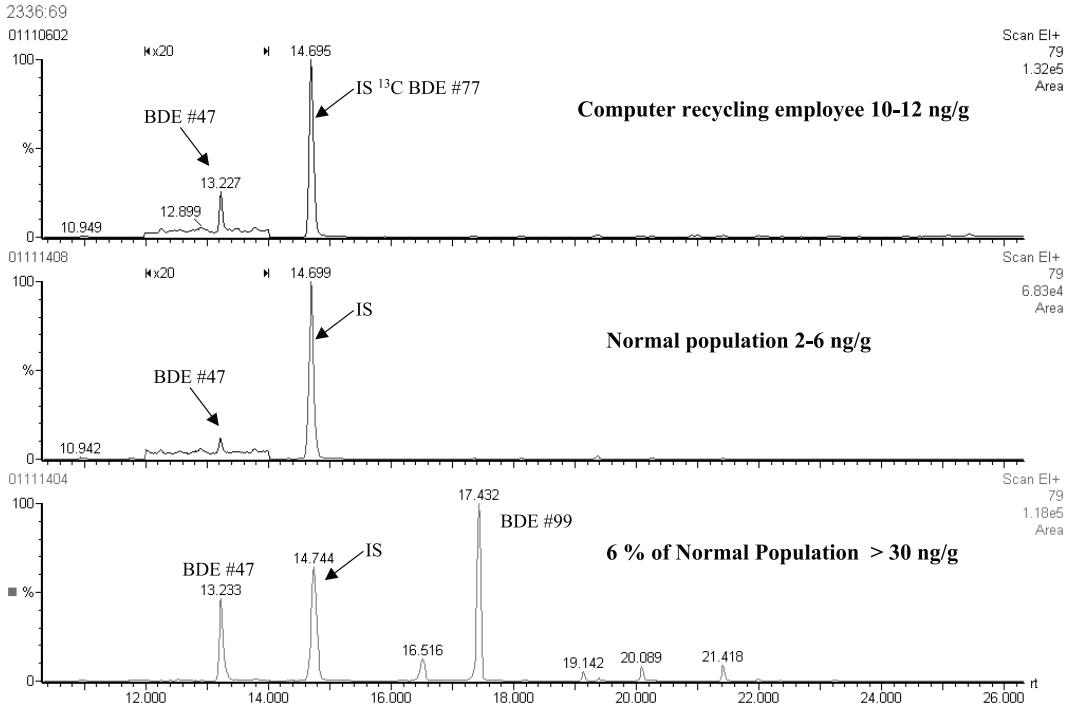 2336:69
01110602
Scan EI+
79
1.32e5
Area
x20
14.695
100
IS 13C BDE #77
Computer recycling employee 10-12 ng/g
BDE #47
%
13.227
12.899
10.949
0
01111408
Scan EI+
79
6.83e4
Area
x20
14.699
100
IS
Normal population 2-6 ng/g
%
BDE #47
10.942
0
01111404
Scan EI+
79
1.18e5
Area
17.432
100
BDE #99
6 % of Normal Population > 30 ng/g
IS
14.744
BDE #47
13.233
%
16.516
19.142
20.089
21.418
0
rt
12.000 14.000 16.000 18.000 20.000 22.000 24.000 26.000